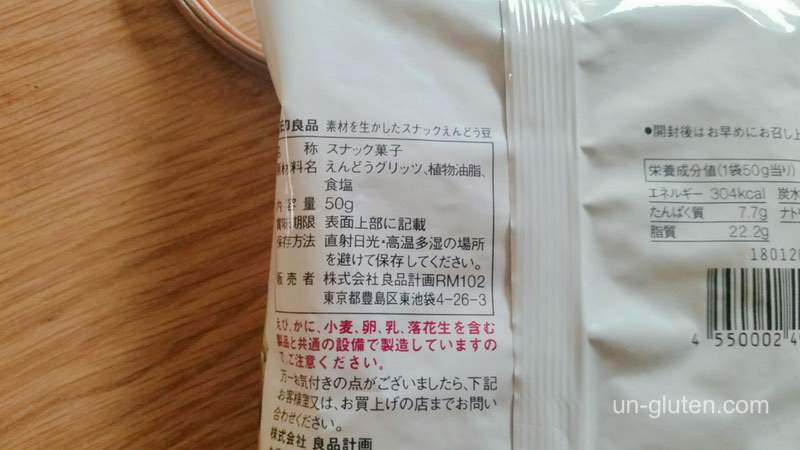 印良品 素材を生かしたスナックえんどう豆
称 スナック菓子
材料名 えんどうグリッツ、植物油脂、
食塩
内容量 50g
賞味期限 表面上部に記載
保存方法 直射日光・高温多湿の場所
を避けて保存してください。
販売者 株式会社良品計画RM102
東京都豊島区東池袋4-26-3
えび、かに、小麦、卵、乳、落花生を含む
製品と共通の設備で製造していますの
で、ご注意ください。
万一お気付きの点がございましたら、下記
お客様室又は、お買上げの店までお問い
合わせください。
株式会社 良品計画
●開封後はお早めにお召し上
栄養成分値(1袋50g当り)
エネルギー 304kcal 炭水
たんぱく質 7.7g ナト
脂質 22.2g
180120
4 550002 4
un-gluten.com